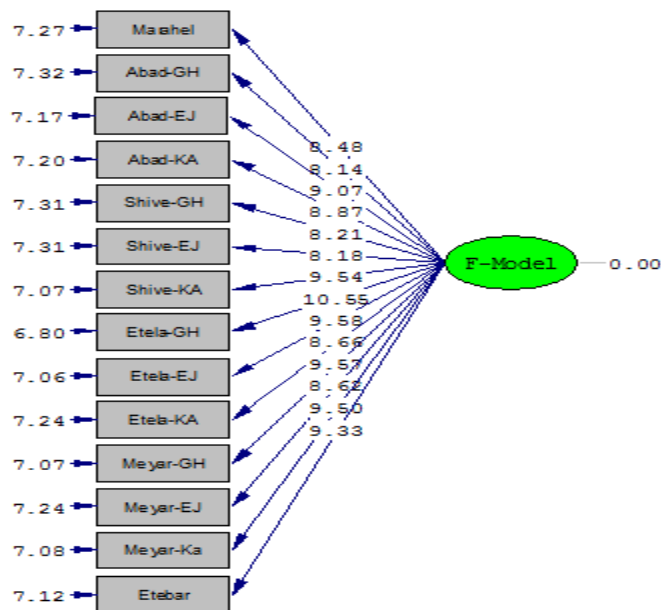 7.27 Marahel
7.32 Abad-GH
7.17 Abad-EJ
7.20 Abad-KA
7.31 Shive-GH
7.31 Shive-EJ
7.07 Shive-KA
6.80 Etela-GH
7.06 Etela-EJ
7.24 Etela-KA
7.07 Meyar-GH
7.24 Meyar-EJ
7.08 Meyar-Ka
7.12 Etebar
8.48
8.14
9.07
8.87
8.21
8.18
9.54
10.55
9.58
8.66
9.57
8.62
9.50
9.33
F-Model 0.00